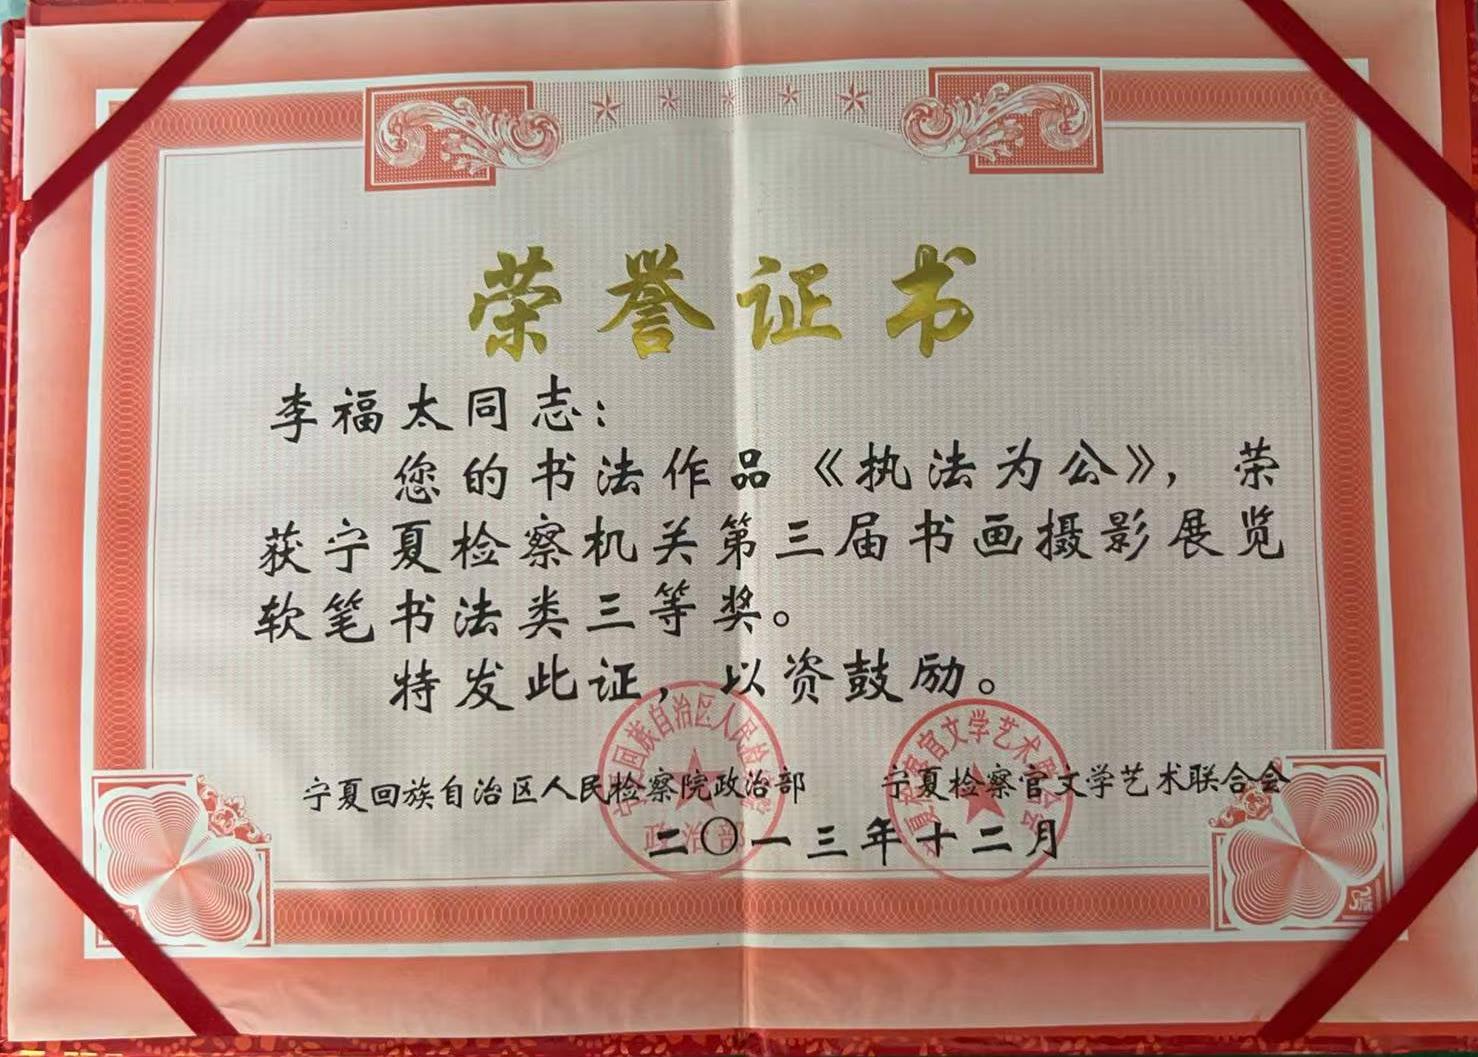 荣誉证书
李福太同志：
您的书法作品《执法为公》，荣
获宁夏检察机关第三届书画摄影展览
软笔书法类三等奖。
特发此证，以资鼓励。
宁夏回族自治区人民检察院政治部 宁夏检察官文学艺术联合会
二〇一三年十二月
政治部